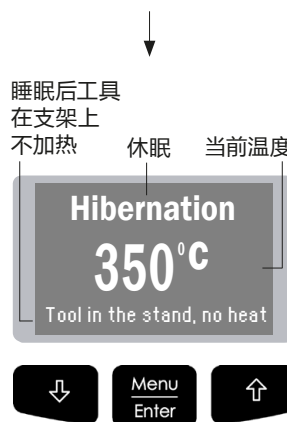 睡眠后工具
在支架上
不加热
休眠
当前温度
Hibernation
350°C
Tool in the stand, no heat
Menu
Enter